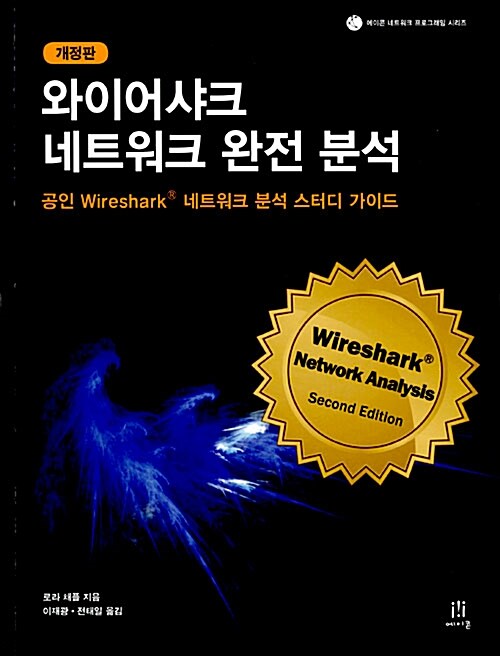 에이콘 네트워크 프로그래밍 시리즈
개정판
와이어샤크
네트워크 완전 분석
공인 Wireshark® 네트워크 분석 스터디 가이드
Wireshark®
Network Analysis
Second Edition
로라 채플 지음
이재광 · 전태일 옮김
에이콘